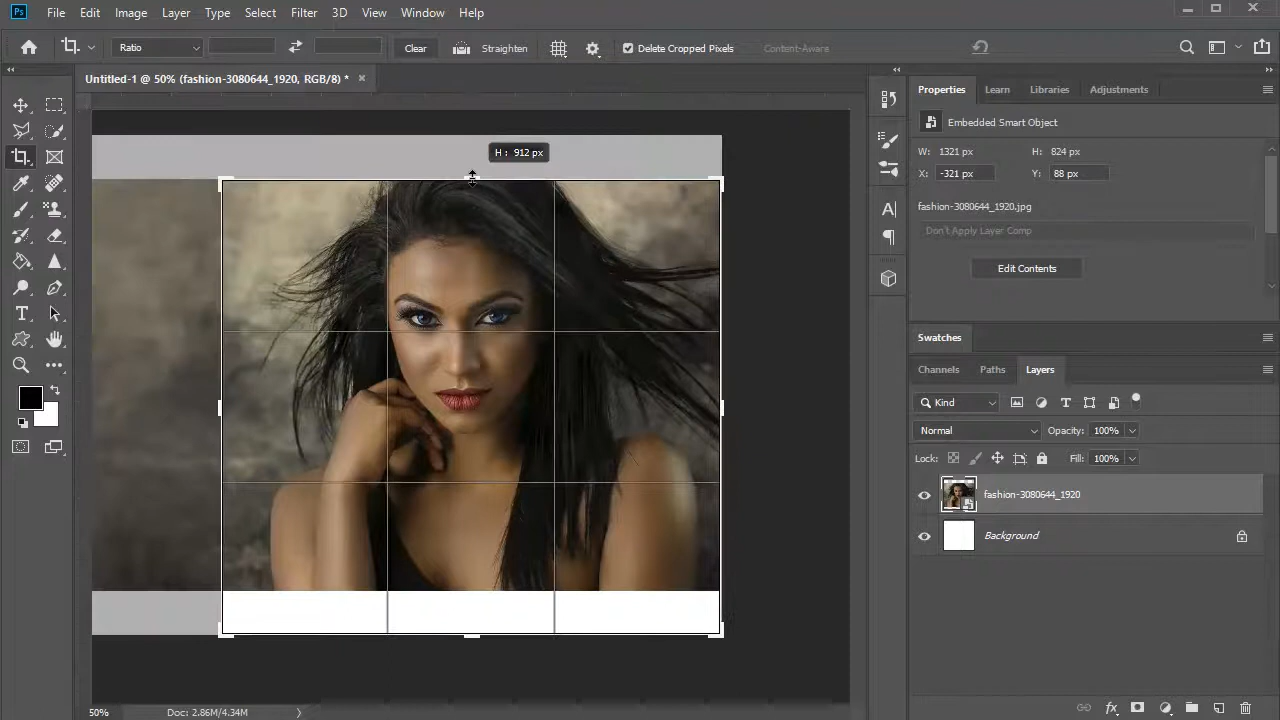 Ps File Edit Image Layer Type Select Filter 3D View Window Help
Ratio Clear Straighten Delete Cropped Pixels Content-Aware
Untitled-1 @ 50% (fashion-3080644_1920, RGB/8) *
H : 912 px
50% Doc: 2.86M/4.34M
Properties Learn Libraries Adjustments
Embedded Smart Object
W: 1321 px H: 824 px
X: -321 px Y: 88 px
fashion-3080644_1920.jpg
Don't Apply Layer Comp
Edit Contents
Swatches
Channels Paths Layers
Kind
Normal Opacity: 100%
Lock: Fill: 100%
fashion-3080644_1920
Background